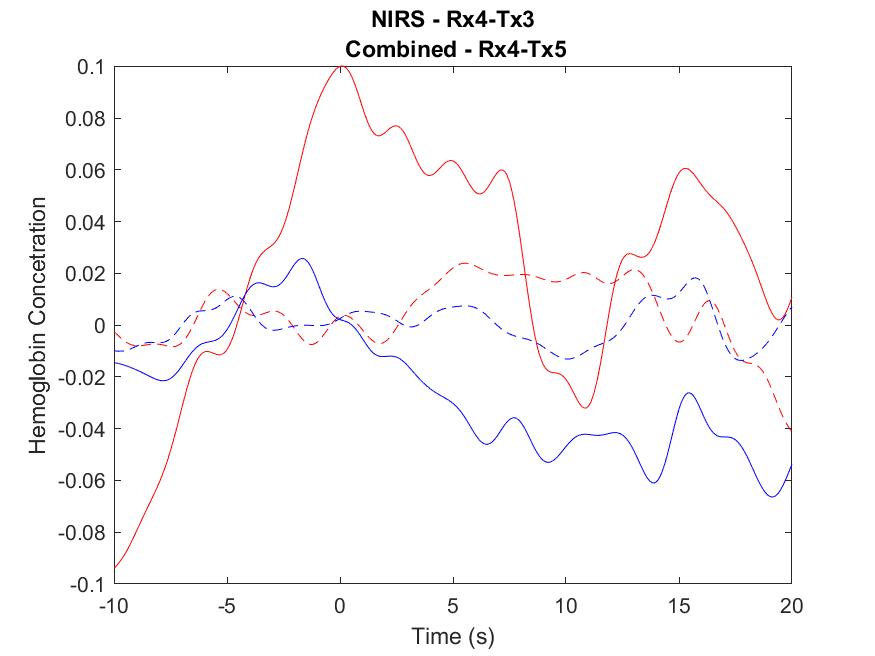 NIRS - Rx4-Tx3
Combined - Rx4-Tx5
0.1
0.08
0.06
0.04
0.02
0
-0.02
-0.04
-0.06
-0.08
-0.1
Hemoglobin Concetration
-10 -5 0 5 10 15 20
Time (s)